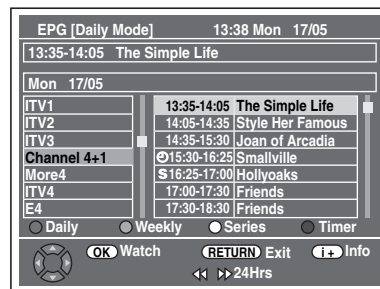 EPG [Daily Mode] 13:38 Mon 17/05
13:35-14:05 The Simple Life
Mon 17/05
ITV1 13:35-14:05 The Simple Life
ITV2 14:05-14:35 Style Her Famous
ITV3 14:35-15:30 Joan of Arcadia
Channel 4+1 15:30-16:25 Smallville
More4 S 16:25-17:00 Hollyoaks
ITV4 17:00-17:30 Friends
E4 17:30-18:30 Friends
Daily Weekly Series Timer
OK Watch RETURN Exit i+ Info
24Hrs